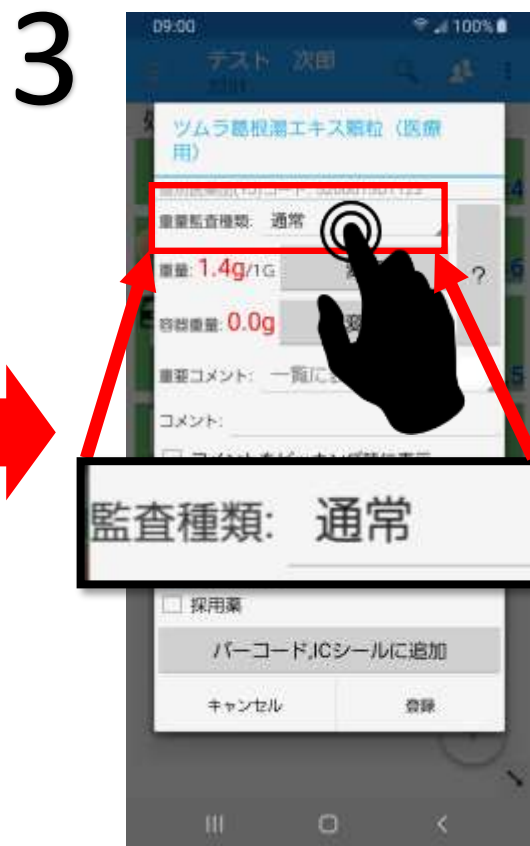 3
09:00 100%
テスト 次郎
ツムラ葛根湯エキス顆粒（医療
用）
重量監査種類: 通常
重量: 1.4g/1G
?
容器重量: 0.0g
重要コメント: 一覧に
コメント:
監査種類: 通常
採用薬
バーコード,ICシールに追加
キャンセル 登録